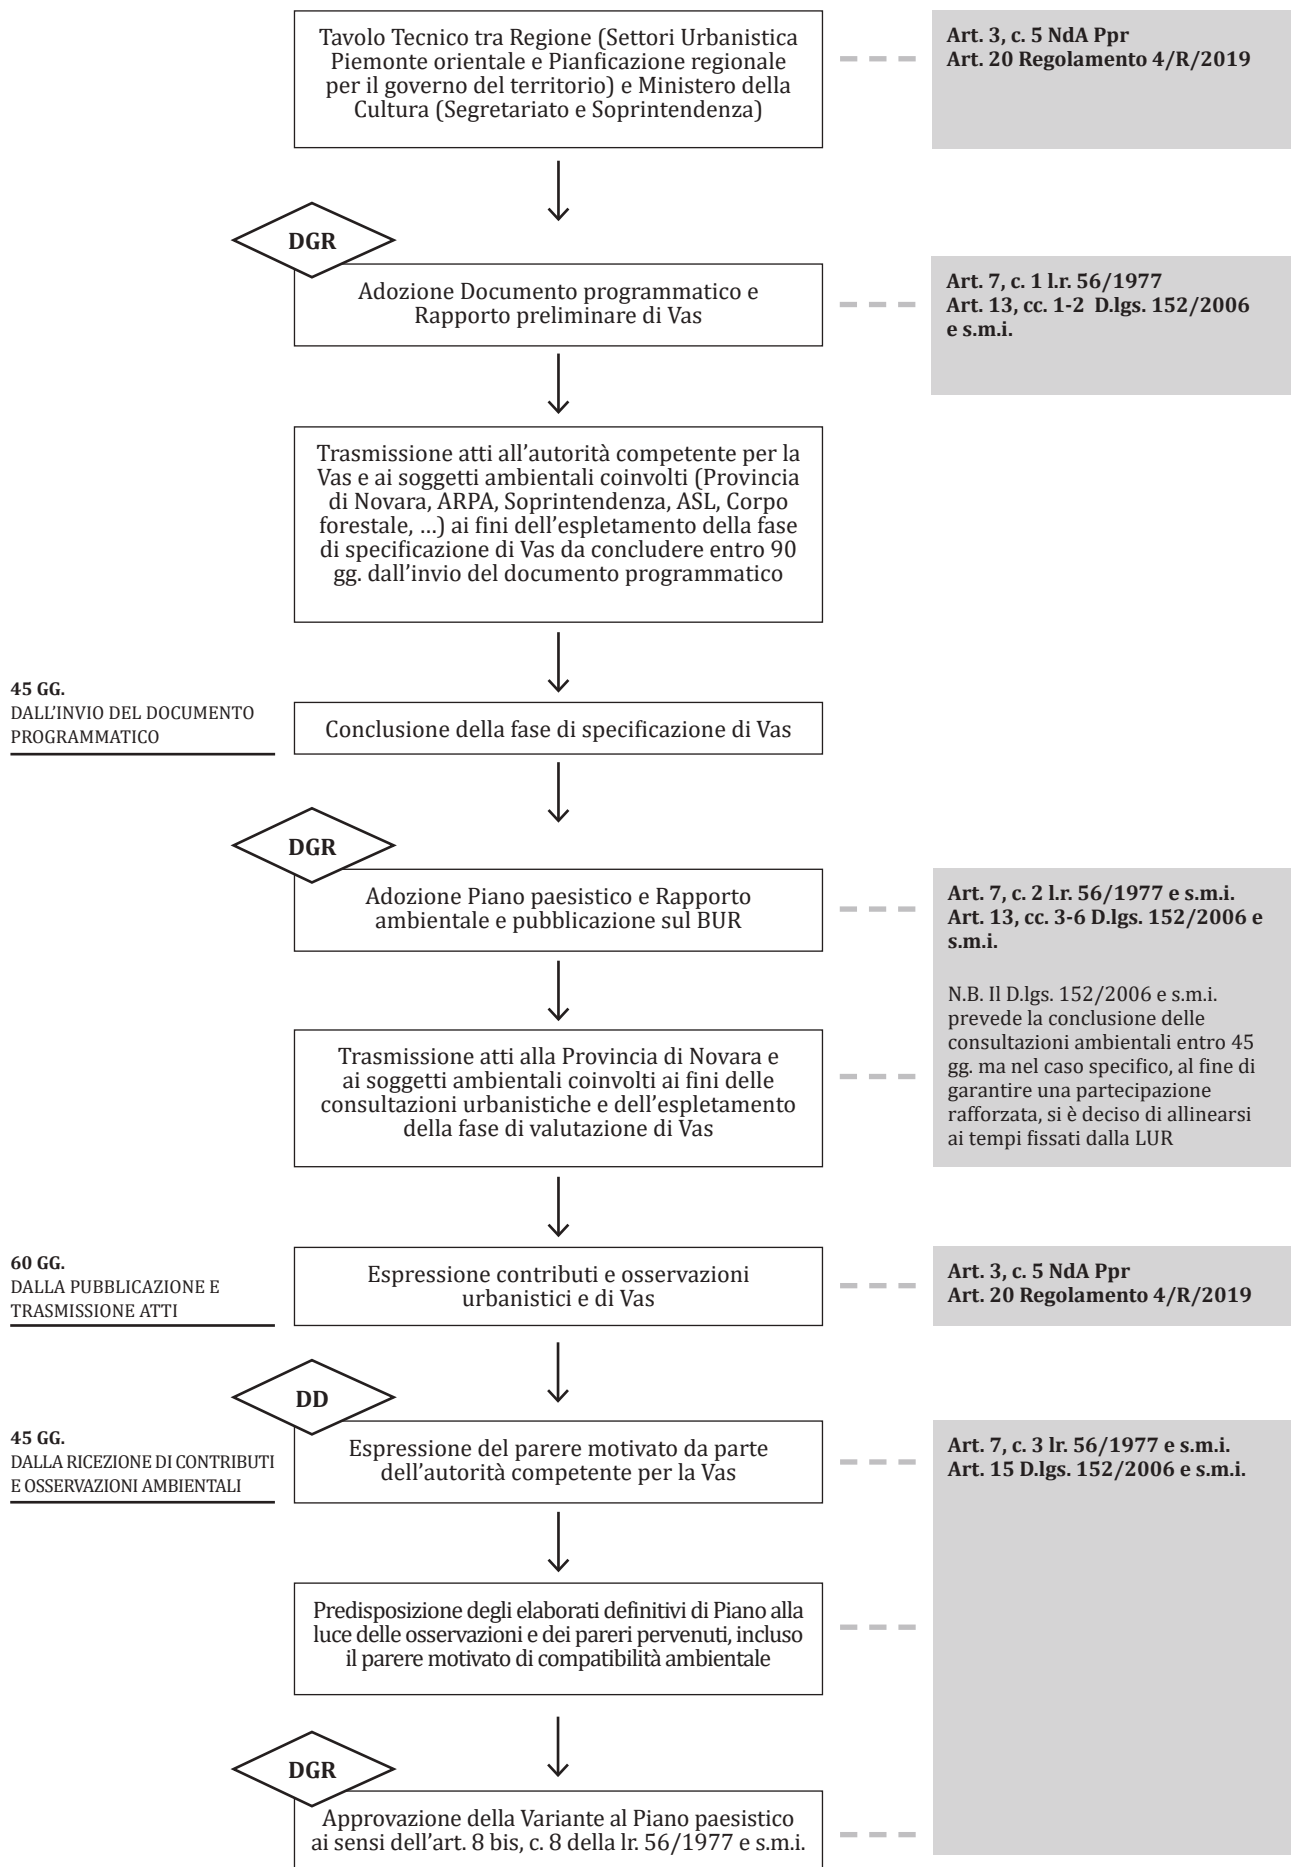 Tavolo Tecnico tra Regione (Settori Urbanistica
Piemonte orientale e Pianficazione regionale
per il governo del territorio) e Ministero della
Cultura (Segretariato e Soprintendenza)
Art. 3, c. 5 NdA Ppr
Art. 20 Regolamento 4/R/2019
DGR
Adozione Documento programmatico e
Rapporto preliminare di Vas
Art. 7, c. 1 l.r. 56/1977
Art. 13, cc. 1-2 D.lgs. 152/2006
e s.m.i.
Trasmissione atti all'autorità competente per la
Vas e ai soggetti ambientali coinvolti (Provincia
di Novara, ARPA, Soprintendenza, ASL, Corpo
forestale, ...) ai fini dell'espletamento della fase
di specificazione di Vas da concludere entro 90
gg. dall'invio del documento programmatico
45 GG.
DALL'INVIO DEL DOCUMENTO
PROGRAMMATICO
Conclusione della fase di specificazione di Vas
DGR
Adozione Piano paesistico e Rapporto
ambientale e pubblicazione sul BUR
Art. 7, c. 2 l.r. 56/1977 e s.m.i.
Art. 13, cc. 3-6 D.lgs. 152/2006 e
s.m.i.
N.B. Il D.lgs. 152/2006 e s.m.i.
prevede la conclusione delle
consultazioni ambientali entro 45
gg. ma nel caso specifico, al fine di
garantire una partecipazione
rafforzata, si è deciso di allinearsi
ai tempi fissati dalla LUR
Trasmissione atti alla Provincia di Novara e
ai soggetti ambientali coinvolti ai fini delle
consultazioni urbanistiche e dell'espletamento
della fase di valutazione di Vas
60 GG.
DALLA PUBBLICAZIONE E
TRASMISSIONE ATTI
Espressione contributi e osservazioni
urbanistici e di Vas
Art. 3, c. 5 NdA Ppr
Art. 20 Regolamento 4/R/2019
DD
45 GG.
DALLA RICEZIONE DI CONTRIBUTI
E OSSERVAZIONI AMBIENTALI
Espressione del parere motivato da parte
dell'autorità competente per la Vas
Art. 7, c. 3 lr. 56/1977 e s.m.i.
Art. 15 D.lgs. 152/2006 e s.m.i.
Predisposizione degli elaborati definitivi di Piano alla
luce delle osservazioni e dei pareri pervenuti, incluso
il parere motivato di compatibilità ambientale
DGR
Approvazione della Variante al Piano paesistico
ai sensi dell'art. 8 bis, c. 8 della lr. 56/1977 e s.m.i.